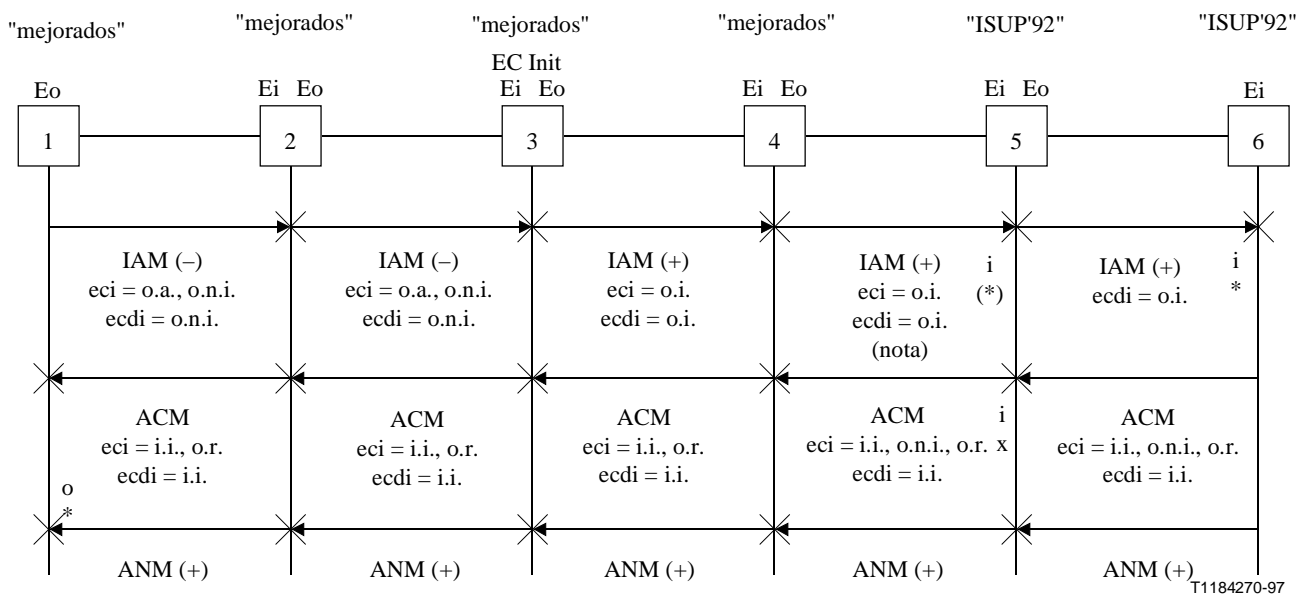 "mejorados" "mejorados" "mejorados" "mejorados" "ISUP'92" "ISUP'92"
EC Init
Eo Ei Eo Ei Eo Ei Eo Ei Eo Ei
1 2 3 4 5 6
IAM (–) IAM (–) IAM (+) IAM (+) i IAM (+) i
eci = o.a., o.n.i. eci = o.a., o.n.i. eci = o.i. eci = o.i. (*) ecdi = o.i. *
ecdi = o.n.i. ecdi = o.n.i. ecdi = o.i. ecdi = o.i.
(nota)
ACM ACM ACM ACM i ACM
eci = i.i., o.r. eci = i.i., o.r. eci = i.i., o.r. eci = i.i., o.n.i., o.r. x eci = i.i., o.n.i., o.r.
ecdi = i.i. ecdi = i.i. ecdi = i.i. ecdi = i.i. ecdi = i.i.
o
*
ANM (+) ANM (+) ANM (+) ANM (+) ANM (+)
T1184270-97